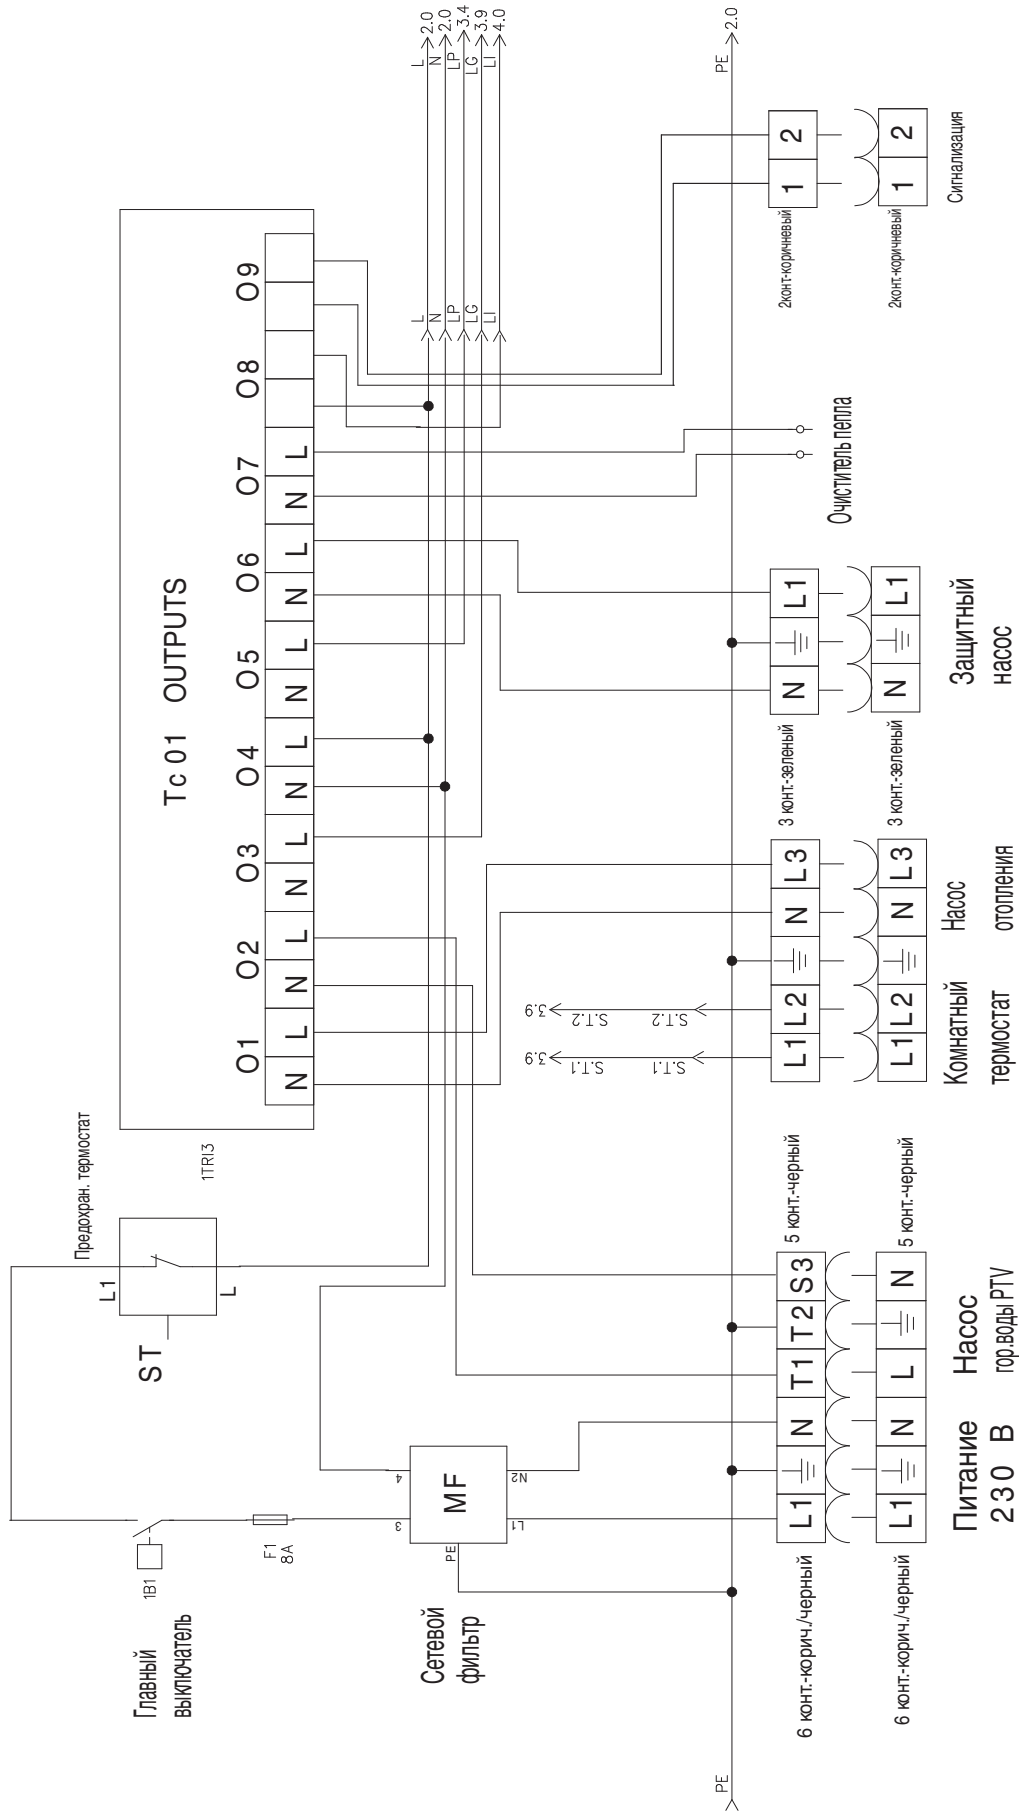 Предохран. термостат
L1
L
ST
1TRI3
Tc 01 OUTPUTS
O1 O2 O3 O4 O5 O6 O7 O8 O9
N L N L N L N L N L N L N L
Главный
выключатель
1B1
F1
8A
Сетевой
фильтр
MF
3
4
PE
L1
N2
L
N
LP
LG
LI
L 2.0
N 2.0
LP 3.4
LG 3.9
LI 4.0
S.T.1
S.T.1
3.9
S.T.2
S.T.2
3.9
PE
PE 2.0
6 конт.-корич./черный
L1 N T1 T2 S3
5 конт.-черный
6 конт.-корич./черный
L1 N L N
5 конт.-черный
Питание
230 В
Насос
гор.воды PTV
L1 L2 N L3
3 конт.-зеленый
L1 L2 N L3
3 конт.-зеленый
Комнатный
термостат
Насос
отопления
N L1
N L1
Защитный
насос
Очиститель пепла
2конт-коричневый
1 2
2конт.-коричневый
1 2
Сигнализация